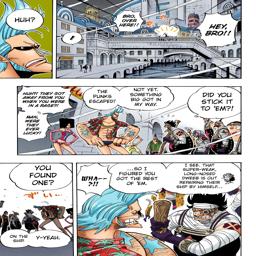 HUH?
BRO,
OVER
HERE!!
HEY,
BRO!!
!
HUH?! THEY GOT
AWAY FROM YOU
WHEN YOU
WERE IN
A RAGE?!
MAN,
WERE
THEY
EVER
LUCKY!
THE
PUNKS
ESCAPED!
NOT YET.
SOMETHING
BIG GOT IN
MY WAY.
DID YOU
STICK IT
TO 'EM?!
YOU
FOUND
ONE?
ON THE
SHIP.
Y-YEAH.
WHA--
?!!
...SO I
FIGURED YOU
GOT THE REST
OF 'EM.
I SEE. THAT
SUPER-WEAK,
LONG-NOSED
DWEEB IS OUT
REPAIRING THEIR
SHIP BY HIMSELF...